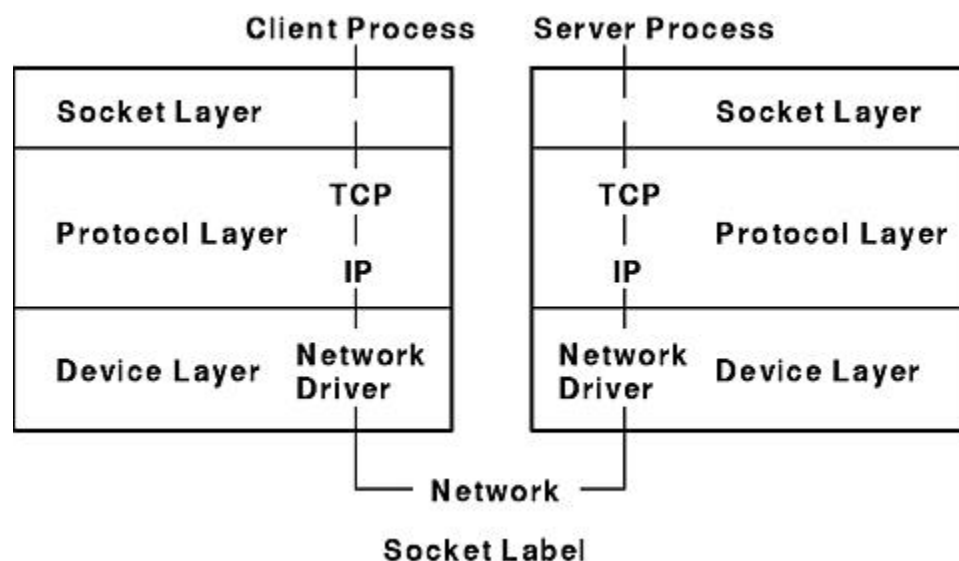 Client Process
Server Process
Socket Layer
Socket Layer
TCP
TCP
Protocol Layer
Protocol Layer
IP
IP
Network
Driver
Device Layer
Network
Driver
Device Layer
Network
Socket Label